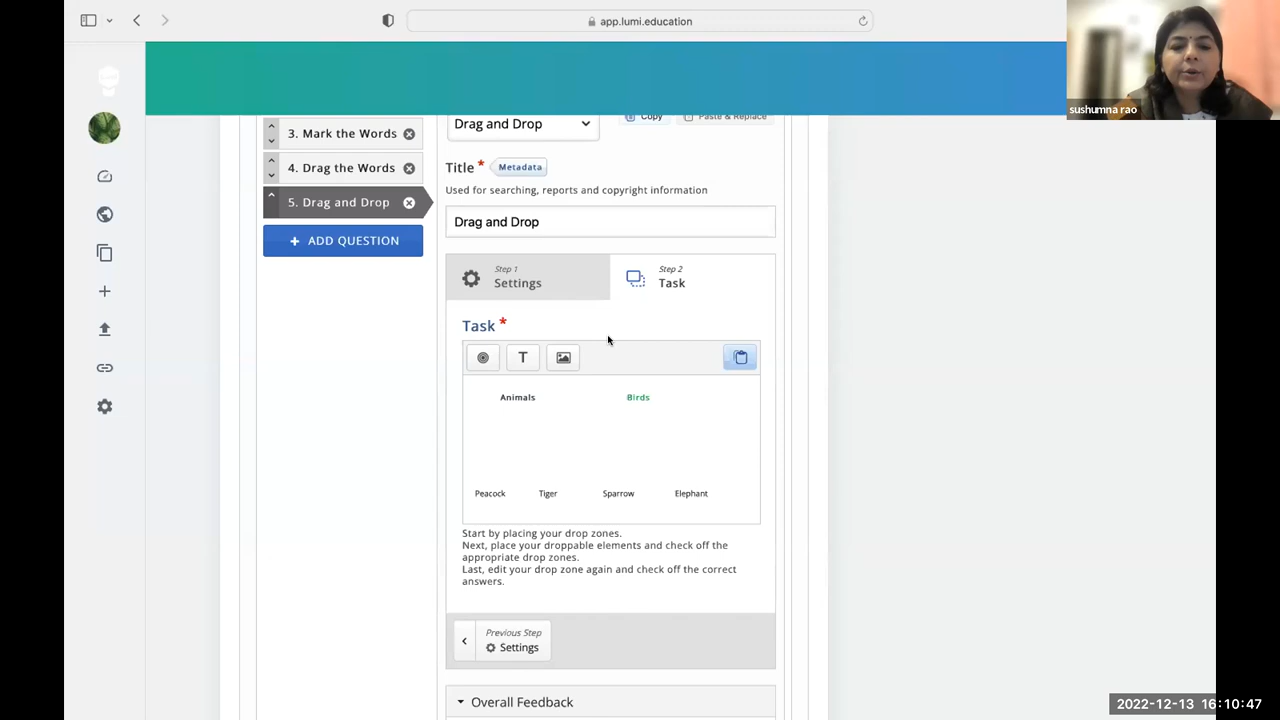 app.lumi.education
sushumna rao
3. Mark the Words
4. Drag the Words
5. Drag and Drop
+ ADD QUESTION
Drag and Drop
Copy
Paste & Replace
Title *
Metadata
Used for searching, reports and copyright information
Drag and Drop
Step 1
Settings
Step 2
Task
Task *
T
Animals
Birds
Peacock
Tiger
Sparrow
Elephant
Start by placing your drop zones.
Next, place your droppable elements and check off the
appropriate drop zones.
Last, edit your drop zone again and check off the correct
answers.
Previous Step
Settings
Overall Feedback
2022-12-13 16:10:47